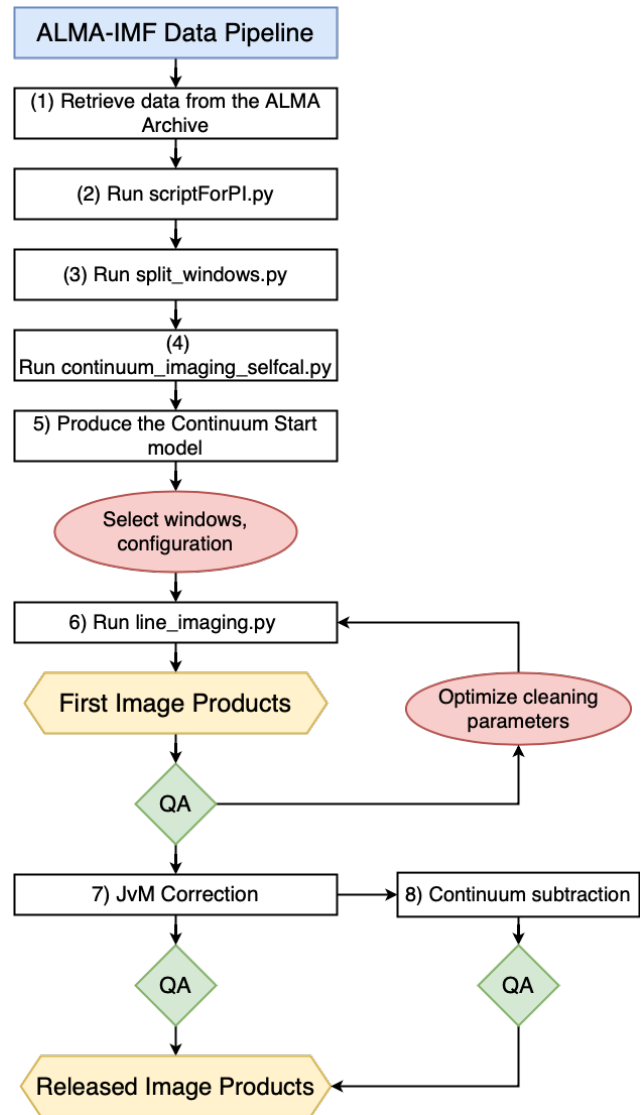 ALMA-IMF Data Pipeline
(1) Retrieve data from the ALMA
Archive
(2) Run scriptForPI.py
(3) Run split_windows.py
(4)
Run continuum_imaging_selfcal.py
5) Produce the Continuum Start
model
Select windows,
configuration
6) Run line_imaging.py
First Image Products
Optimize cleaning
parameters
QA
7) JvM Correction
8) Continuum subtraction
QA
QA
Released Image Products